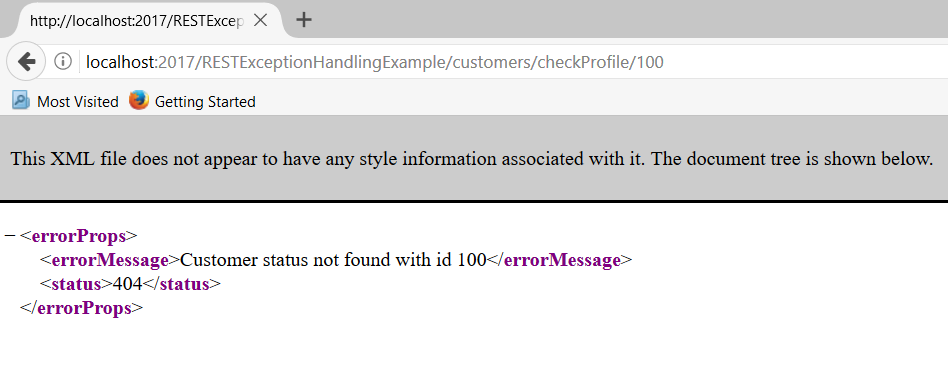 http://localhost:2017/RESTExcep
localhost:2017/RESTExceptionHandlingExample/customers/checkProfile/100
Most Visited Getting Started
This XML file does not appear to have any style information associated with it. The document tree is shown below.
−<errorProps>
<errorMessage>Customer status not found with id 100</errorMessage>
<status>404</status>
</errorProps>